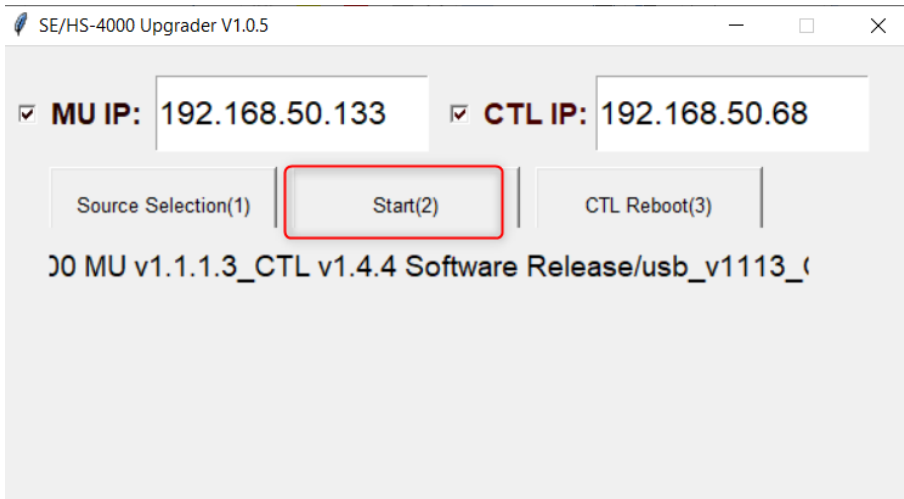 SE/HS-4000 Upgrader V1.0.5
MU IP: 192.168.50.133 CTL IP: 192.168.50.68
Source Selection(1) Start(2) CTL Reboot(3)
00 MU v1.1.1.3_CTL v1.4.4 Software Release/usb_v1113_